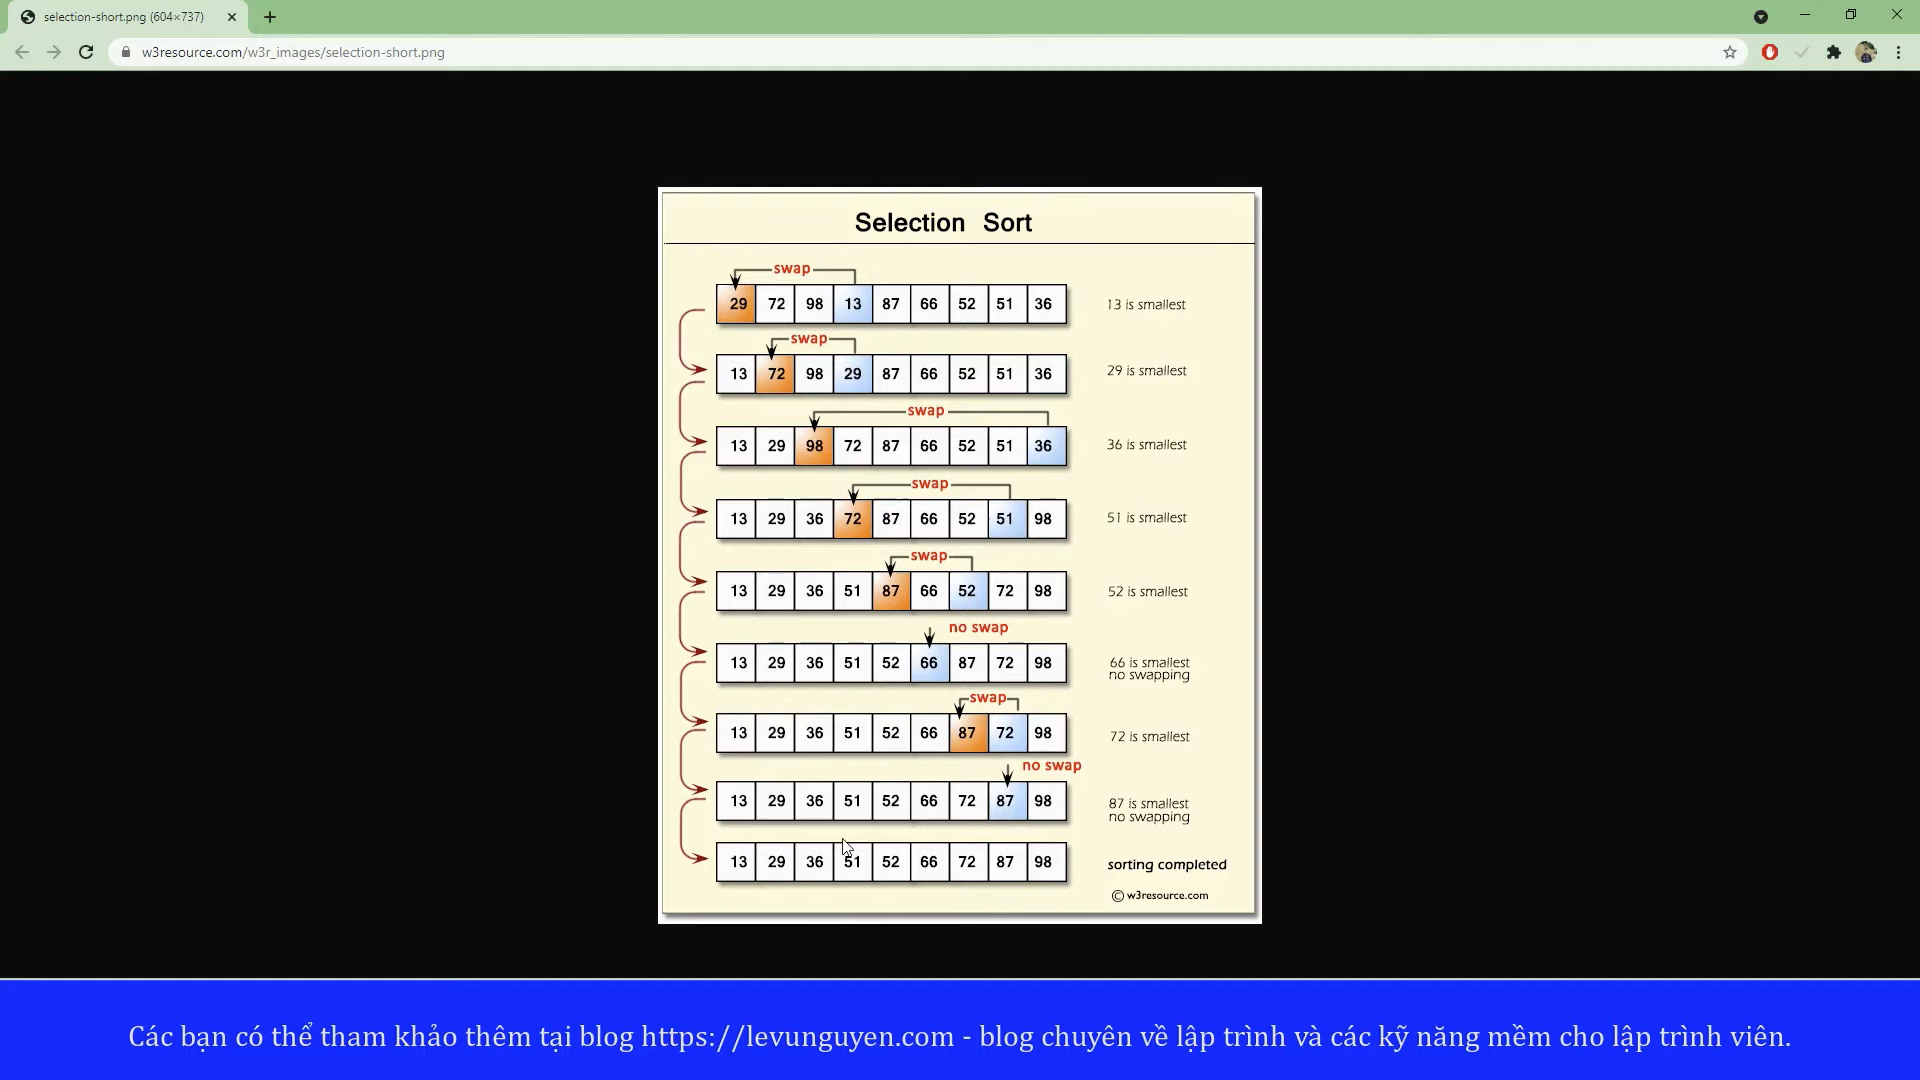 selection-short.png (604×737)
w3resource.com/w3r_images/selection-short.png
Selection Sort
swap
29 72 98 13 87 66 52 51 36
13 is smallest
swap
13 72 98 29 87 66 52 51 36
29 is smallest
swap
13 29 98 72 87 66 52 51 36
36 is smallest
swap
13 29 36 72 87 66 52 51 98
51 is smallest
swap
13 29 36 51 87 66 52 72 98
52 is smallest
no swap
13 29 36 51 52 66 87 72 98
66 is smallest
no swapping
swap
13 29 36 51 52 66 87 72 98
72 is smallest
no swap
13 29 36 51 52 66 72 87 98
87 is smallest
no swapping
13 29 36 51 52 66 72 87 98
sorting completed
© w3resource.com
Các bạn có thể tham khảo thêm tại blog https://levunguyen.com - blog chuyên về lập trình và các kỹ năng mềm cho lập trình viên.